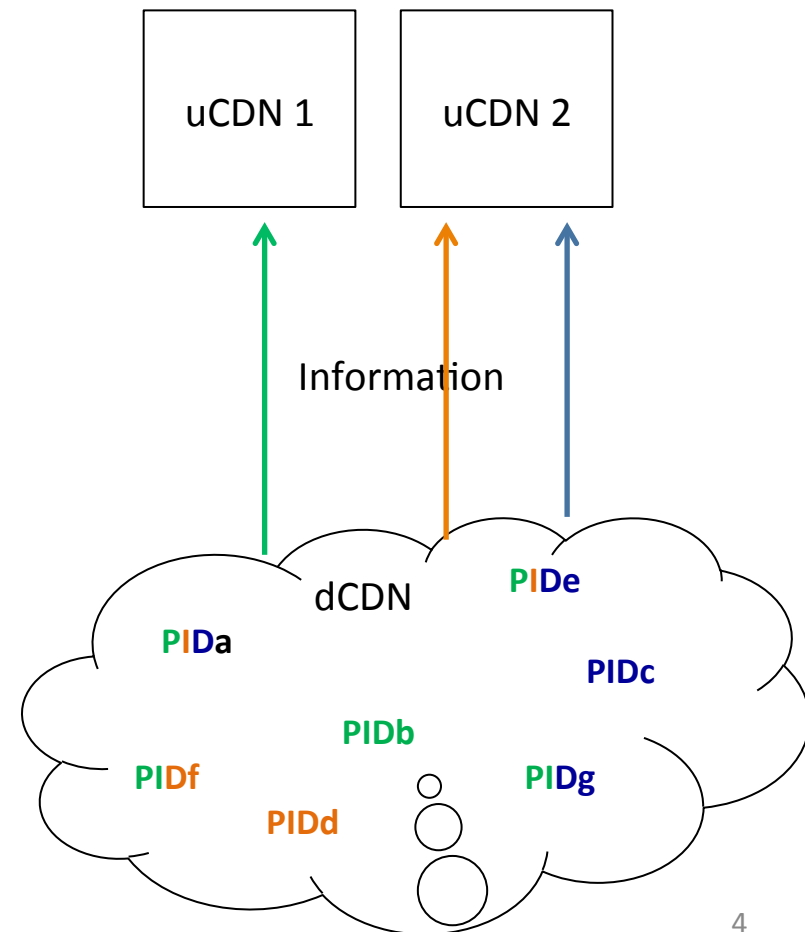 uCDN 1
uCDN 2
Information
dCDN
PIDe
PIDa
PIDc
PIDb
PIDf
PIDg
PIDd
4